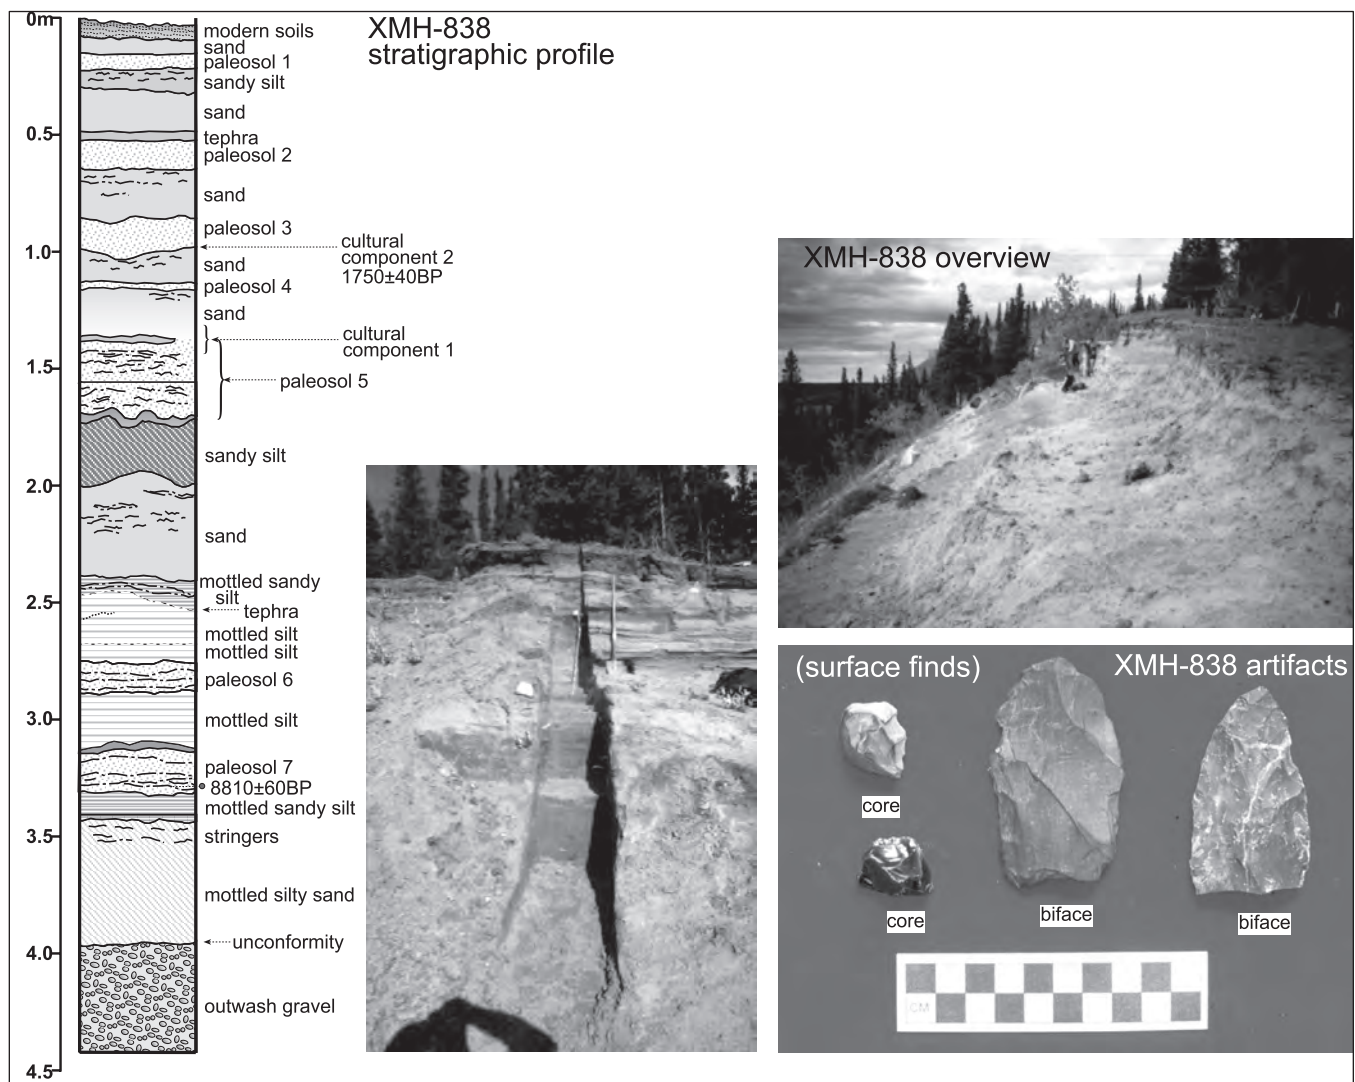 0m
0.5
1.0
1.5
2.0
2.5
3.0
3.5
4.0
4.5
modern soils
sand
paleosol 1
sandy silt
sand
tephra
paleosol 2
sand
paleosol 3
cultural
component 2
1750±40BP
sand
paleosol 4
sand
cultural
component 1
paleosol 5
sandy silt
sand
mottled sandy
silt
tephra
mottled silt
mottled silt
paleosol 6
mottled silt
paleosol 7
8810±60BP
mottled sandy silt
stringers
mottled silty sand
unconformity
outwash gravel
XMH-838
stratigraphic profile
XMH-838 overview
(surface finds)
XMH-838 artifacts
core
core
biface
biface
CM